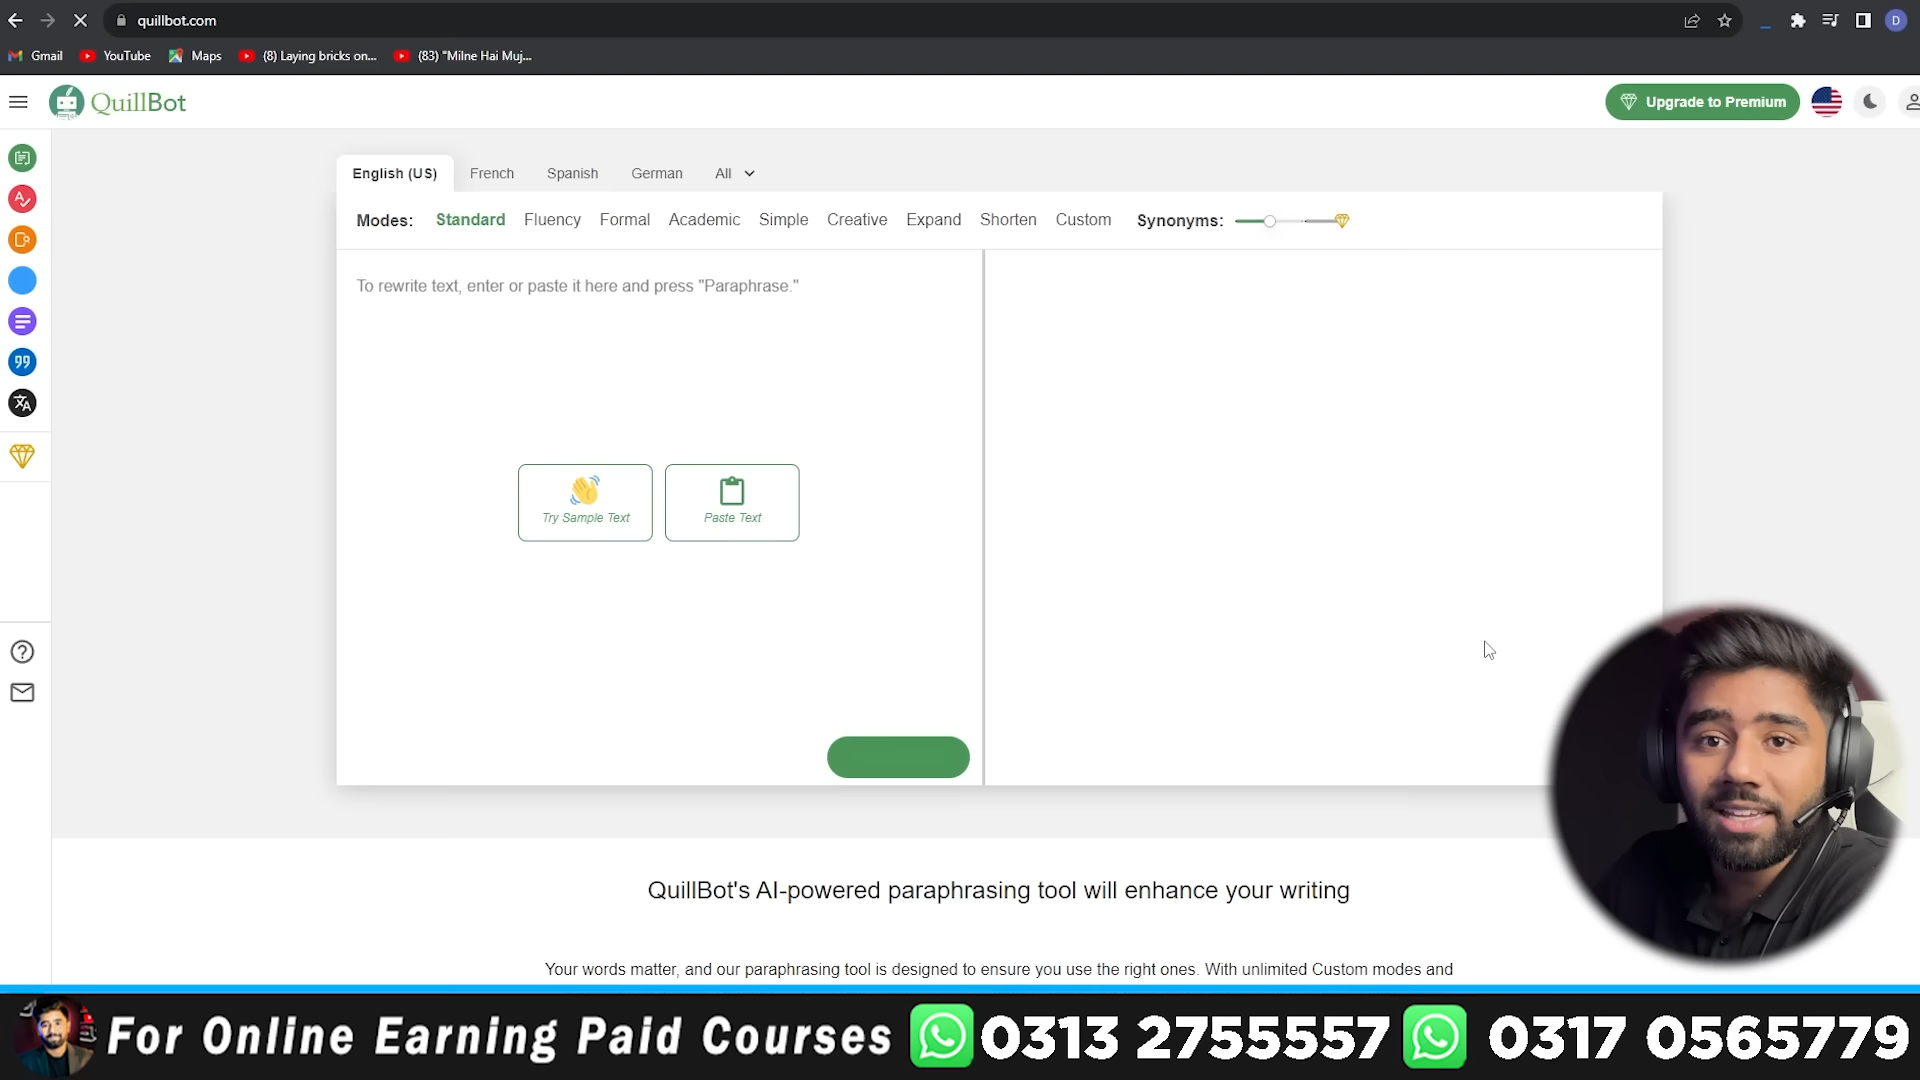 quillbot.com
Gmail YouTube Maps (8) Laying bricks on... (83) "Milne Hai Muj...
QuillBot Upgrade to Premium D
English (US) French Spanish German All
Modes: Standard Fluency Formal Academic Simple Creative Expand Shorten Custom Synonyms:
To rewrite text, enter or paste it here and press "Paraphrase."
Try Sample Text Paste Text
QuillBot's AI-powered paraphrasing tool will enhance your writing
Your words matter, and our paraphrasing tool is designed to ensure you use the right ones. With unlimited Custom modes and
For Online Earning Paid Courses 0313 2755557 0317 0565779